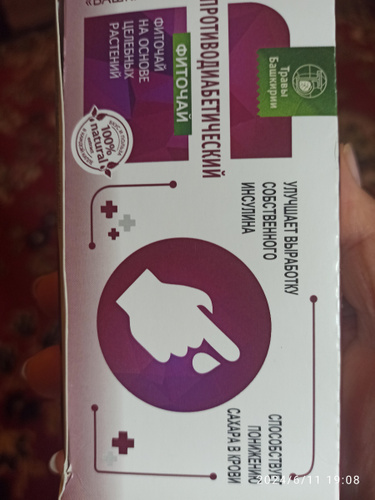 Травы
Башкирии
ПРОТИВОДИАБЕТИЧЕСКИЙ
ФИТОЧАЙ
ФИТОЧАЙ
НА ОСНОВЕ
ЦЕЛЕБНЫХ
РАСТЕНИЙ
100%
natural
УЛУЧШАЕТ ВЫРАБОТКУ
СОБСТВЕННОГО
ИНСУЛИНА
СПОСОБСТВУ
ПОНИЖЕНИЮ
САХАРА В КРОВИ
2024/6/11 19:08